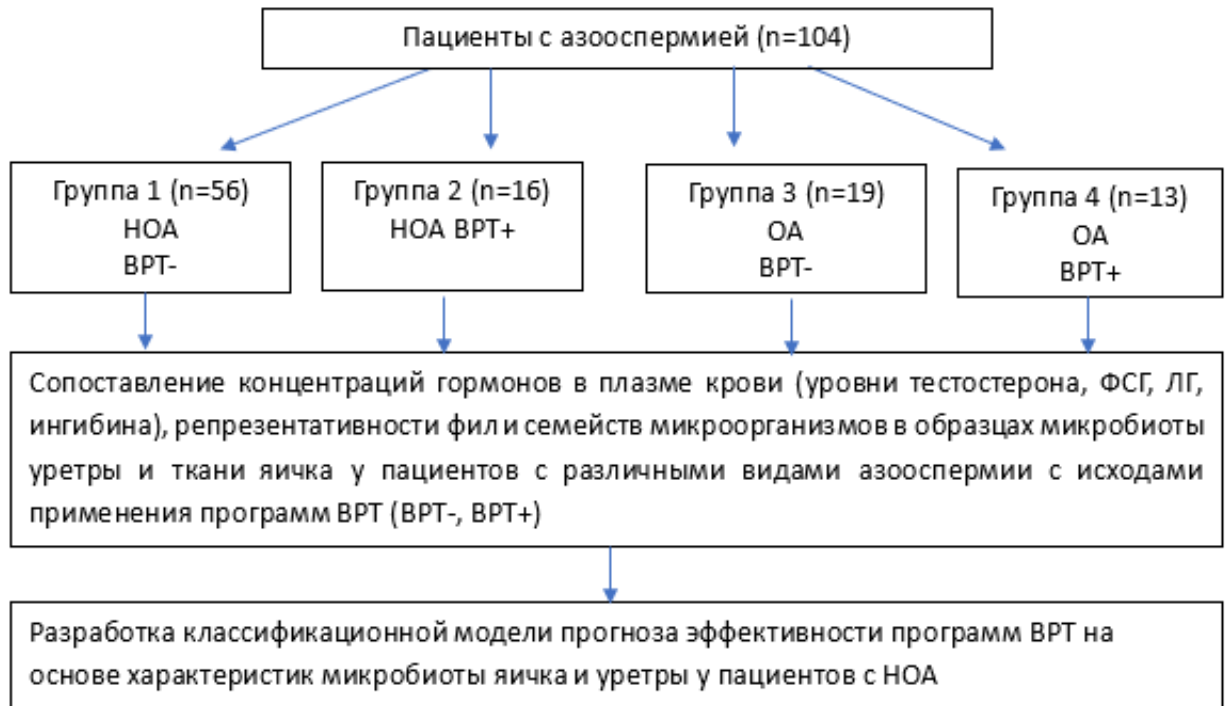 Пациенты с азооспермией (n=104)
Группа 1 (n=56)
НОА
ВРТ-
Группа 2 (n=16)
НОА ВРТ+
Группа 3 (n=19)
ОА
ВРТ-
Группа 4 (n=13)
ОА
ВРТ+
Сопоставление концентраций гормонов в плазме крови (уровни тестостерона, ФСГ, ЛГ,
ингибина), репрезентативности фил и семейств микроорганизмов в образцах микробиоты
уретры и ткани яичка у пациентов с различными видами азооспермии с исходами
применения программ ВРТ (ВРТ-, ВРТ+)
Разработка классификационной модели прогноза эффективности программ ВРТ на
основе характеристик микробиоты яичка и уретры у пациентов с НОА